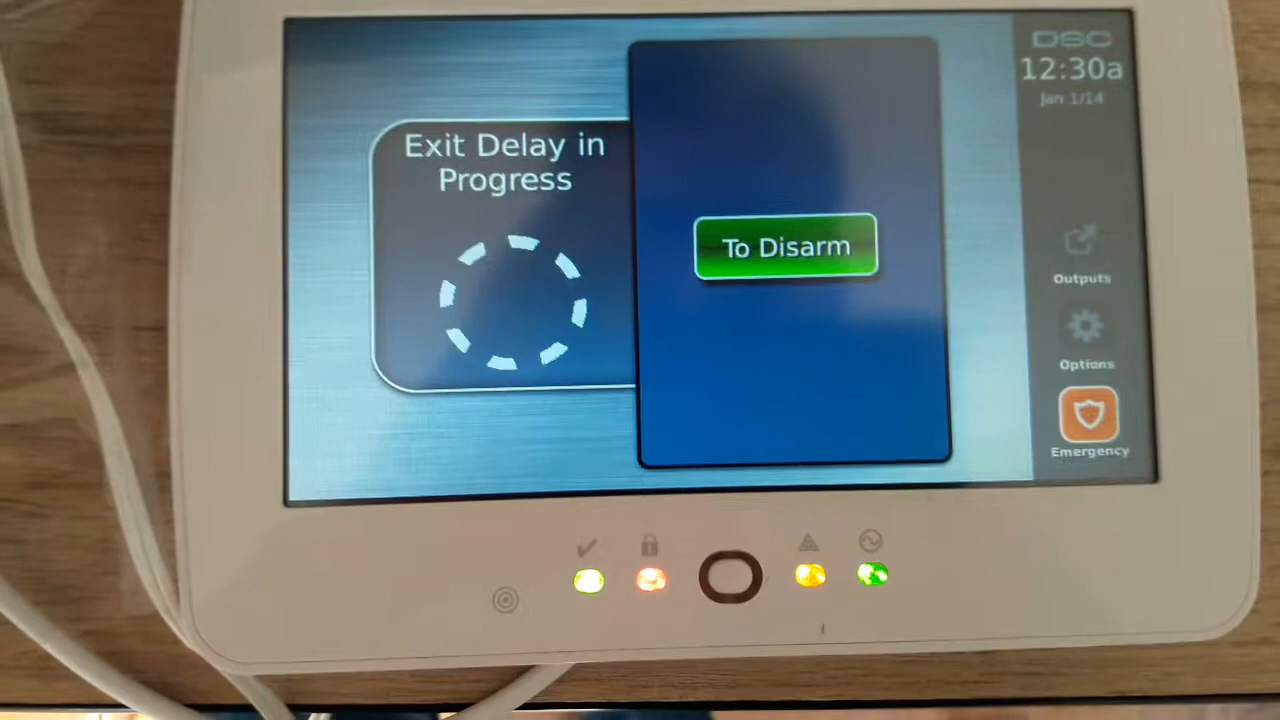 Exit Delay in
Progress
To Disarm
DSC
12:30a
Jan 1/14
Outputs
Options
Emergency